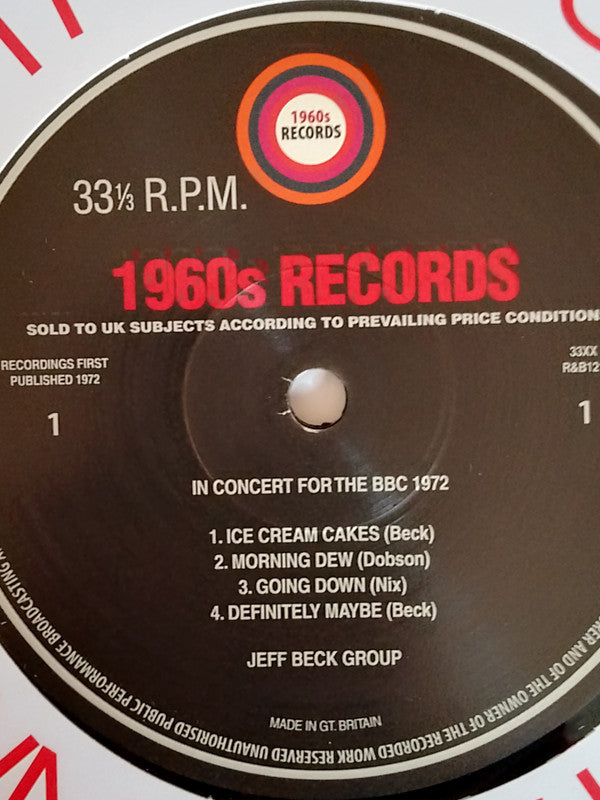 1960s
RECORDS
33⅓ R.P.M.
1960s RECORDS
SOLD TO UK SUBJECTS ACCORDING TO PREVAILING PRICE CONDITION
RECORDINGS FIRST
PUBLISHED 1972
33XX
R&B12
1
1
IN CONCERT FOR THE BBC 1972
1. ICE CREAM CAKES (Beck)
2. MORNING DEW (Dobson)
3. GOING DOWN (Nix)
4. DEFINITELY MAYBE (Beck)
JEFF BECK GROUP
MADE IN GT. BRITAIN
AND OF THE OWNER OF THE RECORDED WORK RESERVED UNAUTHORISED PUBLIC PERFORMANCE BROADCASTING